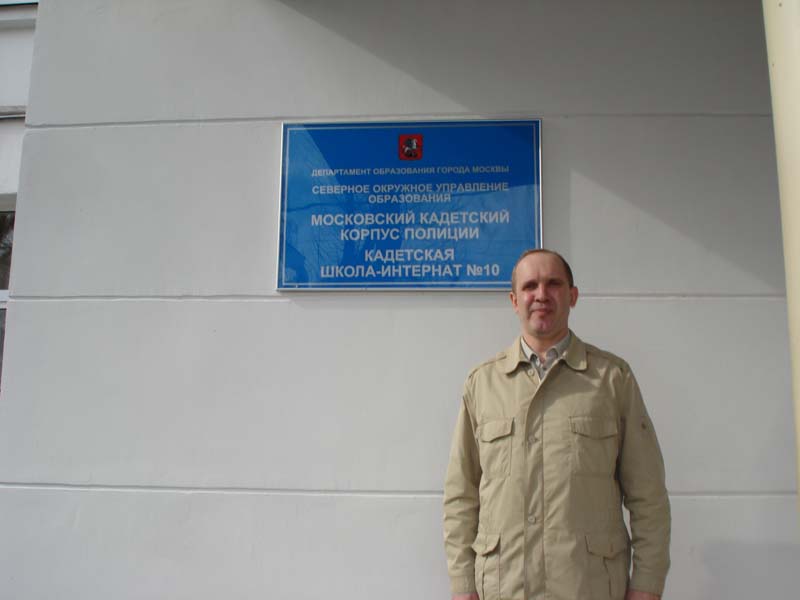 ДЕПАРТАМЕНТ ОБРАЗОВАНИЯ ГОРОДА МОСКВЫ
СЕВЕРНОЕ ОКРУЖНОЕ УПРАВЛЕНИЕ
ОБРАЗОВАНИЯ
МОСКОВСКИЙ КАДЕТСКИЙ
КОРПУС ПОЛИЦИИ
КАДЕТСКАЯ
ШКОЛА-ИНТЕРНАТ №10